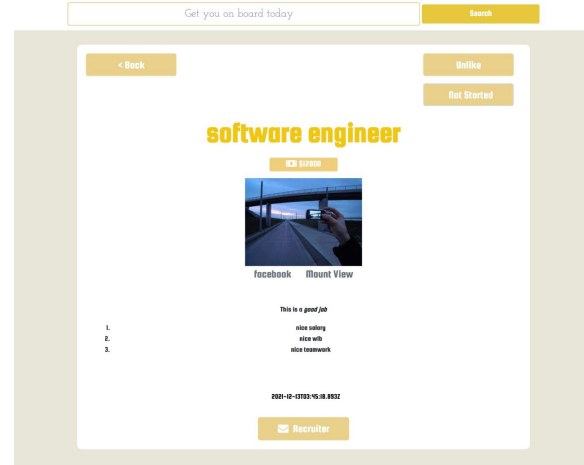 Get you on board today
Search
< Back
Unlike
Not Started
software engineer
$12000
facebook Mount View
This is a good job
1. nice salary
2. nice wlb
3. nice teamwork
2021-12-13T03:45:18.893Z
Recruiter